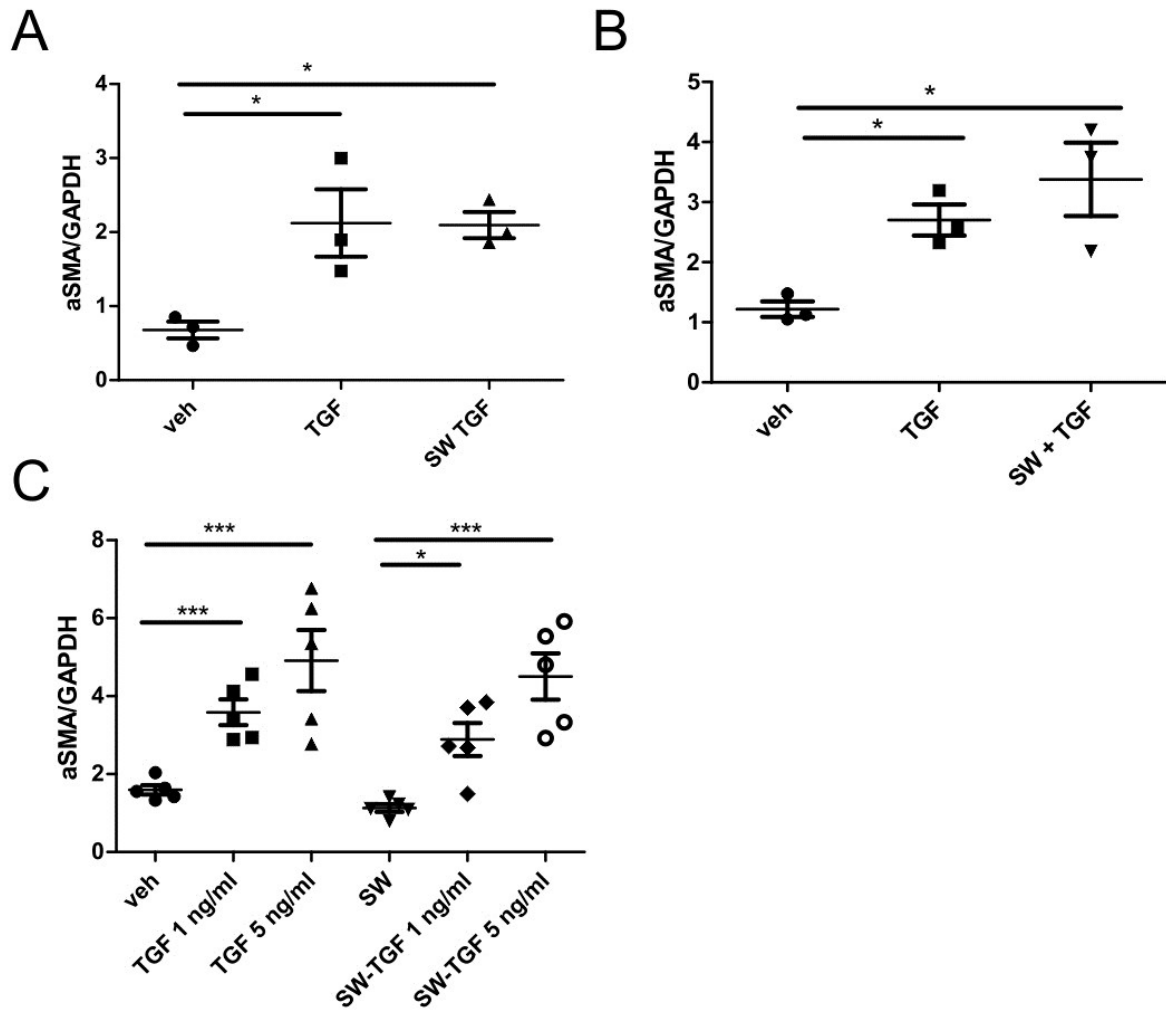 A
aSMA/GAPDH
4
3
2
1
0
*
*
veh
TGF
SW TGF
B
aSMA/GAPDH
5
4
3
2
1
0
*
*
veh
TGF
SW + TGF
C
aSMA/GAPDH
8
6
4
2
0
***
***
***
*
veh
TGF 1 ng/ml
TGF 5 ng/ml
SW
SW-TGF 1 ng/ml
SW-TGF 5 ng/ml